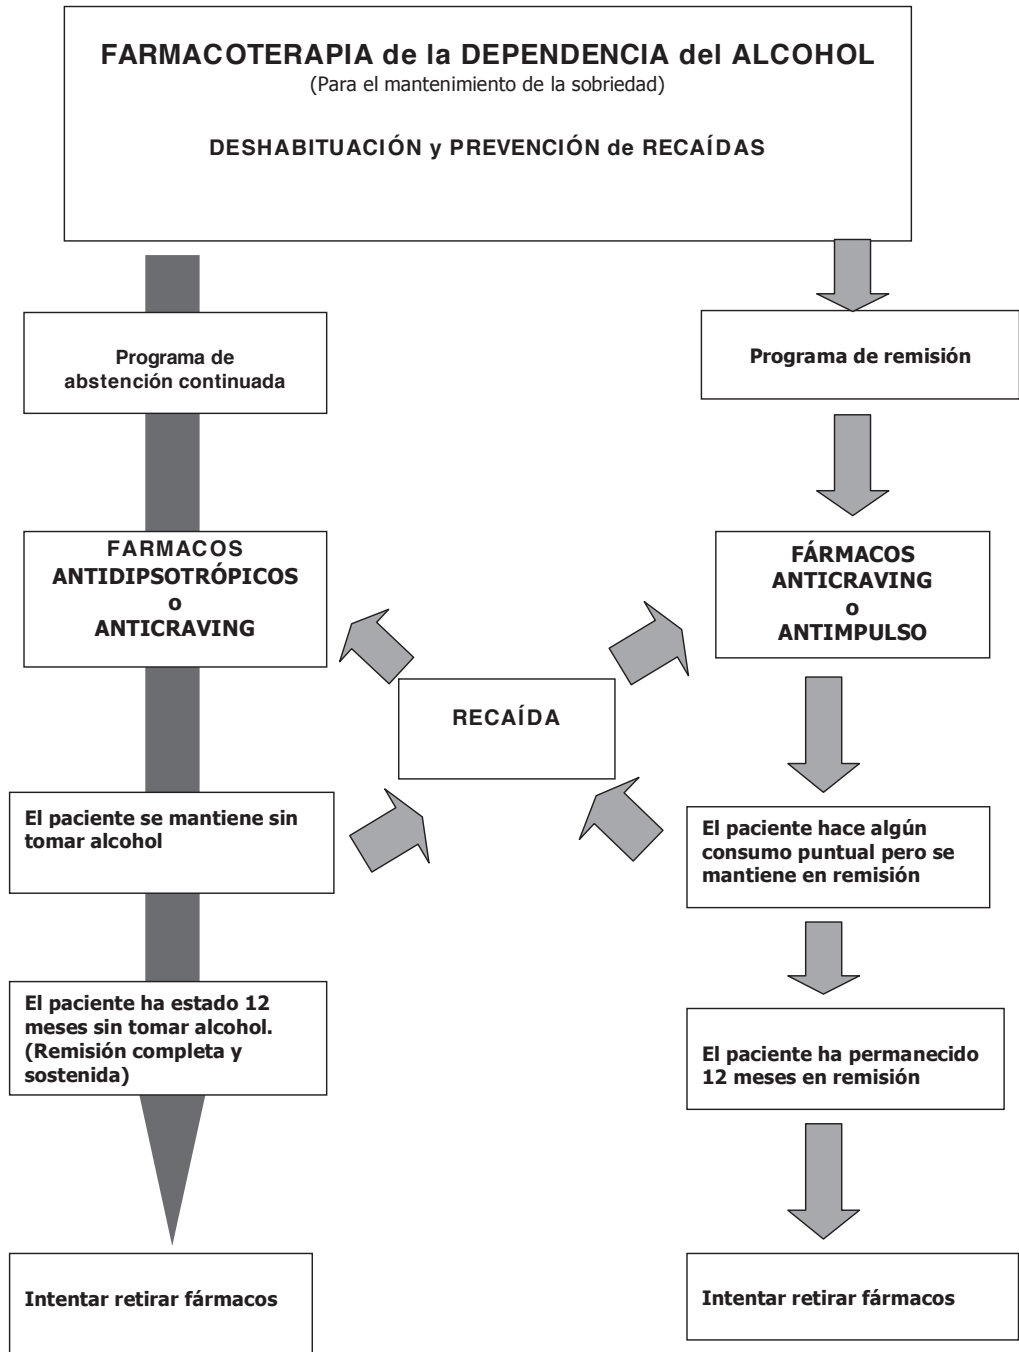 FARMACOTERAPIA de la DEPENDENCIA del ALCOHOL
(Para el mantenimiento de la sobriedad)
DESHABITUACIÓN y PREVENCIÓN de RECAÍDAS
Programa de
abstención continuada
Programa de remisión
FARMACOS
ANTIDIPSOTRÓPICOS
o
ANTICRAVING
FÁRMACOS
ANTICRAVING
o
ANTIMPULSO
RECAÍDA
El paciente se mantiene sin
tomar alcohol
El paciente hace algún
consumo puntual pero se
mantiene en remisión
El paciente ha estado 12
meses sin tomar alcohol.
(Remisión completa y
sostenida)
El paciente ha permanecido
12 meses en remisión
Intentar retirar fármacos
Intentar retirar fármacos